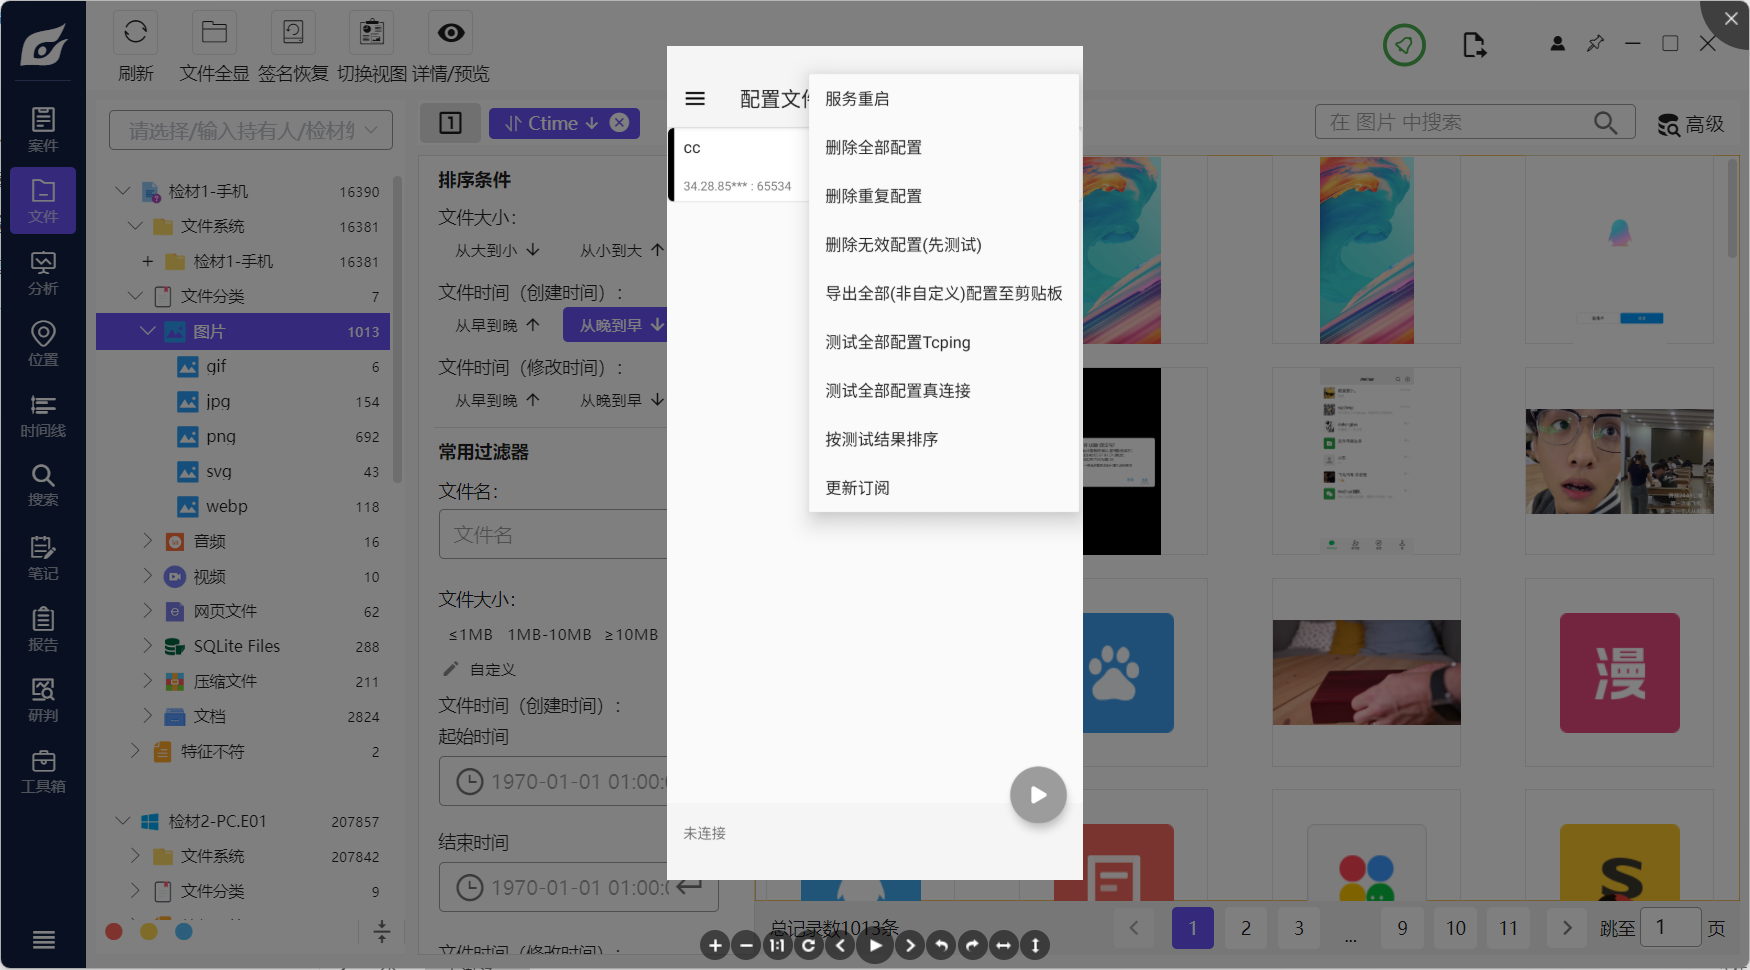 刷新
文件全显
签名恢复
切换视图
详情/预览
案件
文件
分析
位置
时间线
搜索
笔记
报告
研判
工具箱
请选择/输入持有人/检材
检材1-手机 16390
文件系统 16381
检材1-手机 16381
文件分类 7
图片 1013
gif 6
jpg 154
png 692
svg 43
webp 118
音频 16
视频 10
网页文件 62
SQLite Files 288
压缩文件 211
文档 2824
特征不符 2
检材2-PC.E01 207857
文件系统 207842
文件分类 9
1
Ctime
排序条件
文件大小:
从大到小 从小到大
文件时间（创建时间）:
从早到晚 从晚到早
文件时间（修改时间）:
从早到晚 从晚到早
常用过滤器
文件名:
文件名
文件大小:
≤1MB 1MB-10MB ≥10MB
自定义
文件时间（创建时间）:
起始时间
1970-01-01 01:00:
结束时间
1970-01-01 01:00:
配置文件
cc
34.28.85*** : 65534
服务重启
删除全部配置
删除重复配置
删除无效配置(先测试)
导出全部(非自定义)配置至剪贴板
测试全部配置Tcping
测试全部配置真连接
按测试结果排序
更新订阅
未连接
在 图片 中搜索
高级
漫
S
总记录数1013条
1 2 3 ... 9 10 11
跳至 1 页
1:1